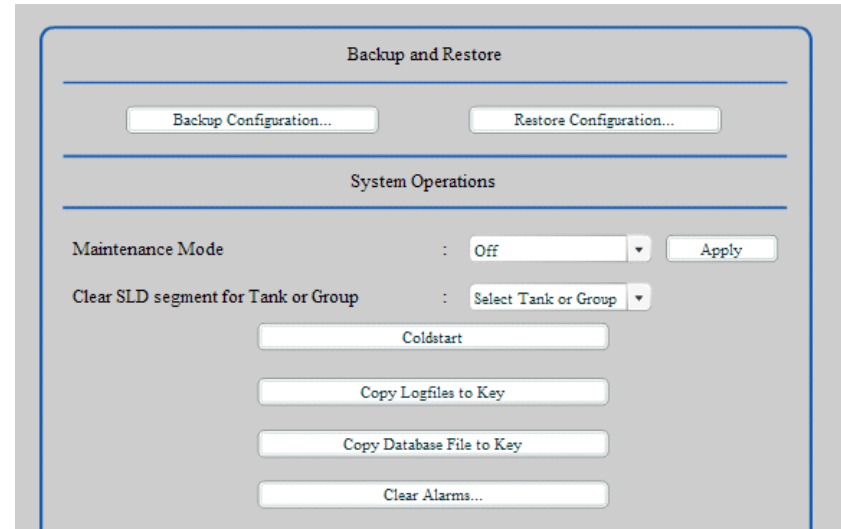 Backup and Restore
Backup Configuration... Restore Configuration...
System Operations
Maintenance Mode : Off Apply
Clear SLD segment for Tank or Group : Select Tank or Group
Coldstart
Copy Logfiles to Key
Copy Database File to Key
Clear Alarms...